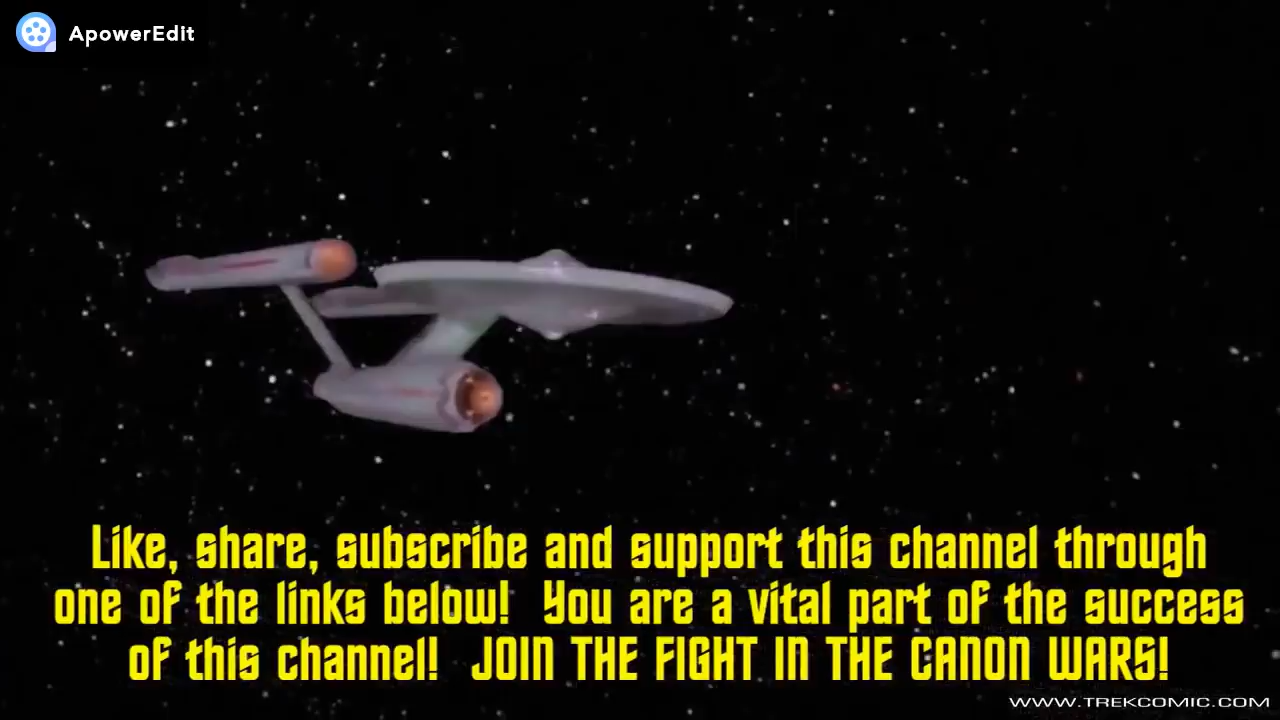 ApowerEdit
Like, share, subscribe and support this channel through
one of the links below! You are a vital part of the success
of this channel! JOIN THE FIGHT IN THE CANON WARS!
WWW.TREKCOMIC.COM